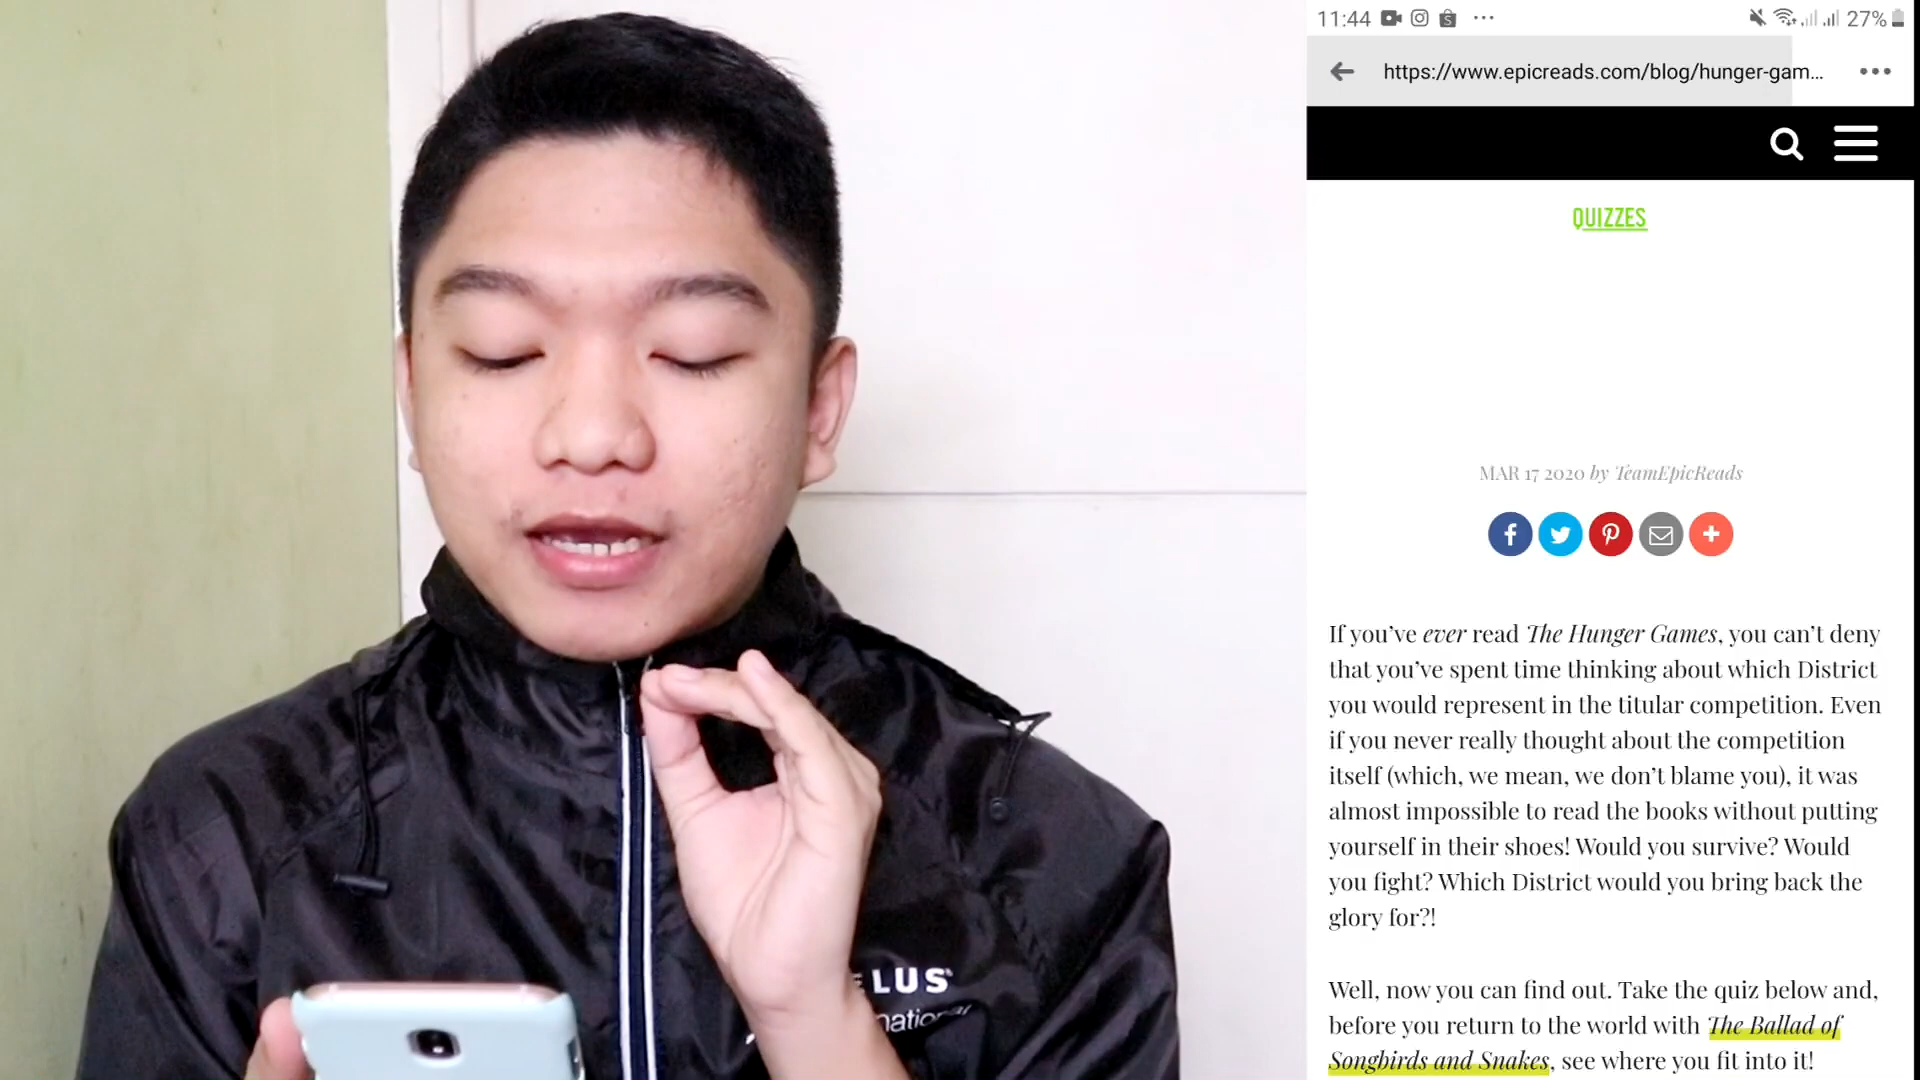 11:44
27%
https://www.epicreads.com/blog/hunger-gam...
QUIZZES
MAR 17 2020 by TeamEpicReads
If you've ever read The Hunger Games, you can't deny
that you've spent time thinking about which District
you would represent in the titular competition. Even
if you never really thought about the competition
itself (which, we mean, we don't blame you), it was
almost impossible to read the books without putting
yourself in their shoes! Would you survive? Would
you fight? Which District would you bring back the
glory for?!
Well, now you can find out. Take the quiz below and,
before you return to the world with The Ballad of
Songbirds and Snakes, see where you fit into it!
LUS
national